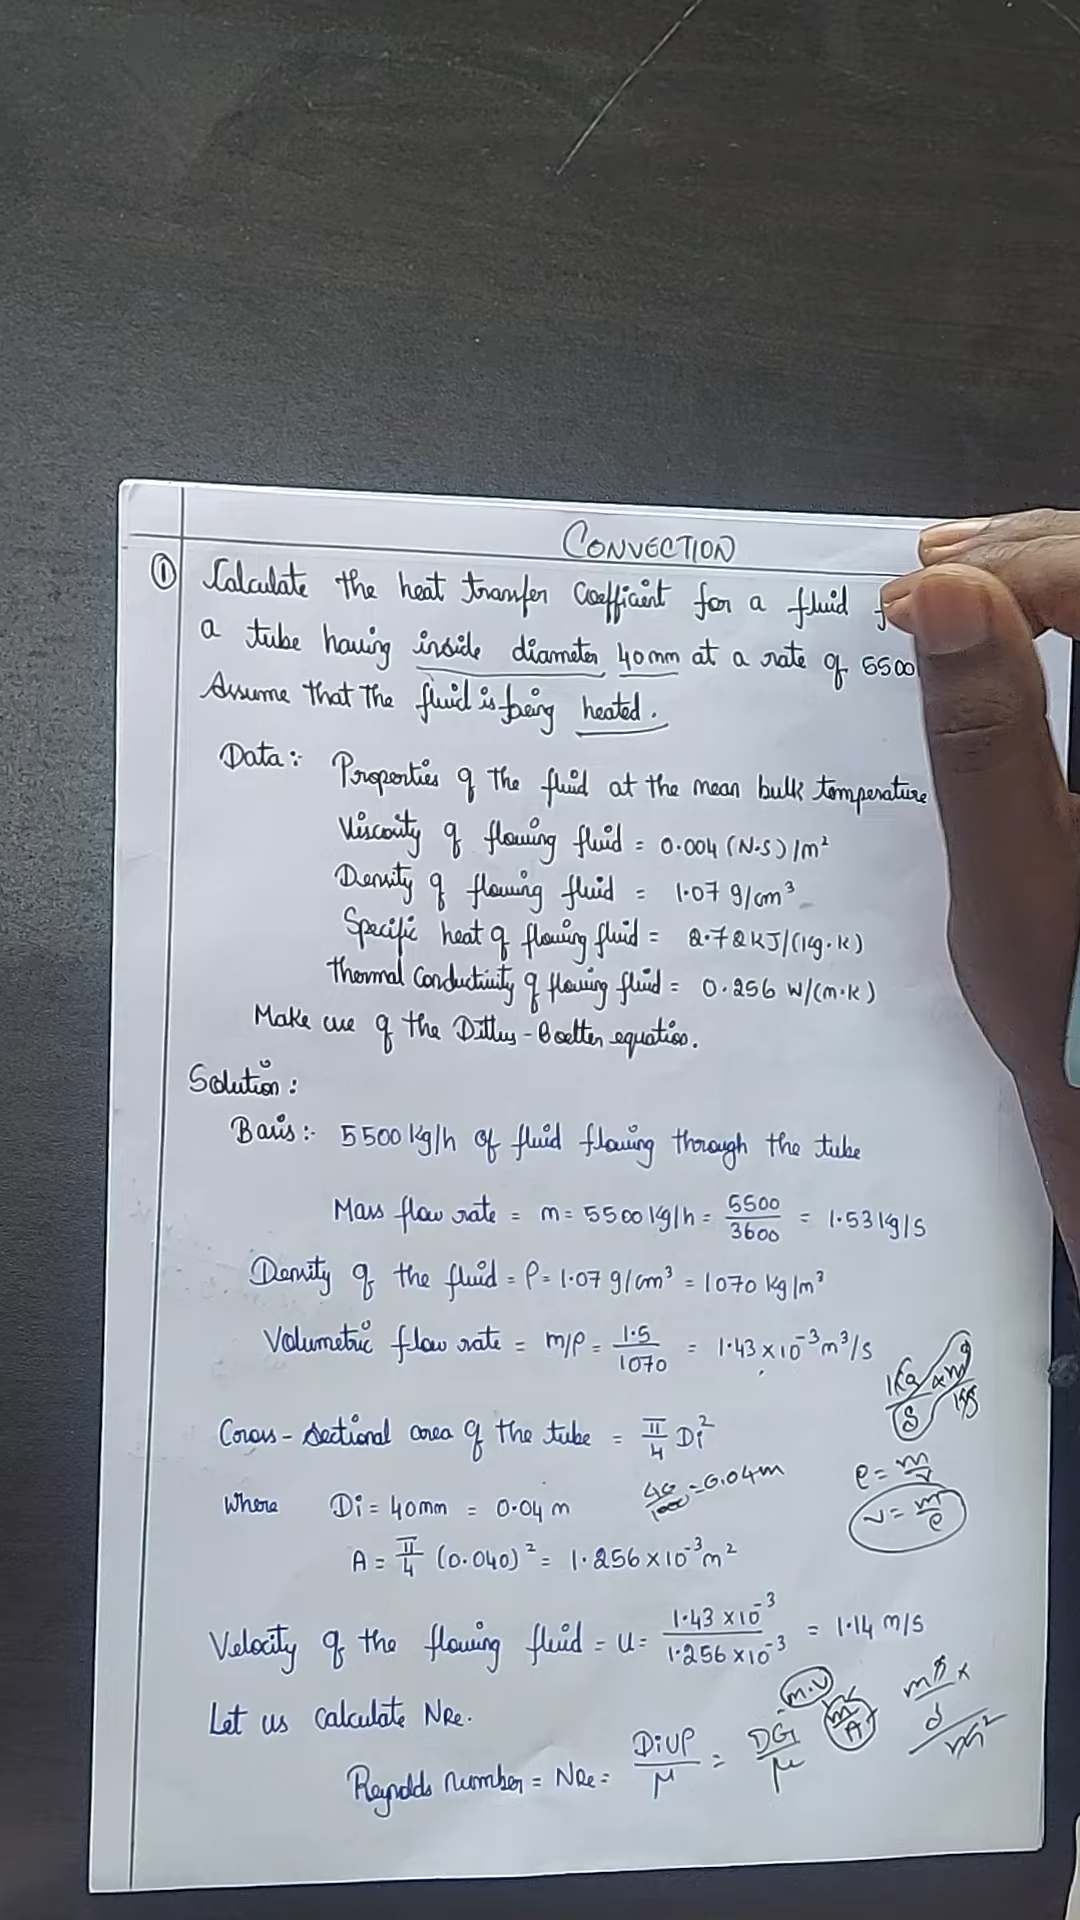 CONVECTION
① Calculate the heat transfer Coefficient for a fluid f
a tube having inside diameter 40mm at a rate of 5500
Assume that the fluid is being heated.
Data:- Properties of the fluid at the mean bulk temperature
Viscosity of flowing fluid = 0.004 (N.S)/m²
Density of flowing fluid = 1.07 g/cm³
Specific heat of flowing fluid = 2.72KJ/(kg.k)
Thermal Conductivity of flowing fluid = 0.256 W/(m.k)
Make use of the Dittus-Boelter equation.
Solution:
Basis:- 5500 kg/h of fluid flowing through the tube
Mass flow rate = m = 5500 kg/h = 5500/3600 = 1.53 kg/s
Density of the fluid = ρ = 1.07 g/cm³ = 1070 kg/m³
Volumetric flow rate = m/ρ = 1.5/1070 = 1.43 × 10⁻³ m³/s
Kg/S × m³/kg
Cross-sectional area of the tube = π/4 Di²
40/1000 = 0.04m
ρ = m/v
Where Di = 40mm = 0.04 m
v = m/ρ
A = π/4 (0.040)² = 1.256 × 10⁻³ m²
Velocity of the flowing fluid = u = 1.43 × 10⁻³/1.256 × 10⁻³ = 1.14 m/s
Let us calculate NRe.
m.v
m/A
Reynolds number = NRe = Diuρ/μ = DG/μ